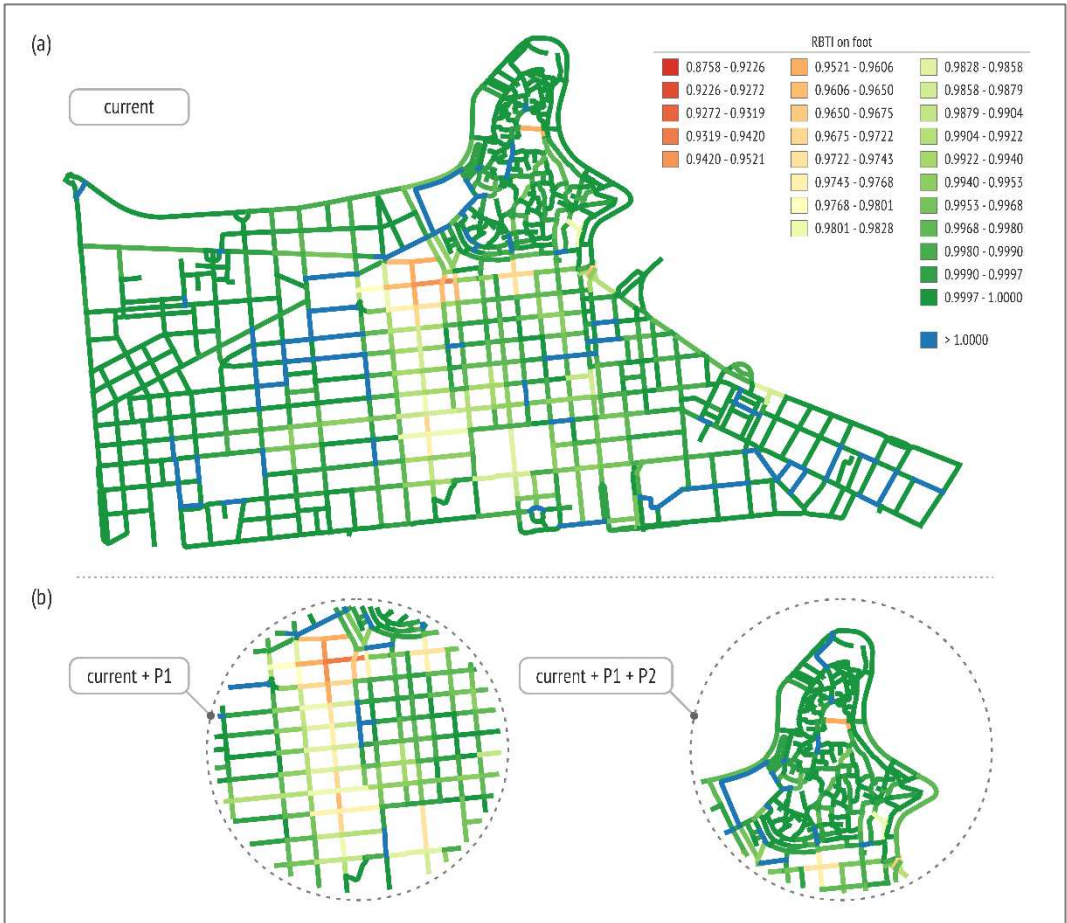 (a)
current
RBTI on foot
0.8758 - 0.9226
0.9226 - 0.9272
0.9272 - 0.9319
0.9319 - 0.9420
0.9420 - 0.9521
0.9521 - 0.9606
0.9606 - 0.9650
0.9650 - 0.9675
0.9675 - 0.9722
0.9722 - 0.9743
0.9743 - 0.9768
0.9768 - 0.9801
0.9801 - 0.9828
0.9828 - 0.9858
0.9858 - 0.9879
0.9879 - 0.9904
0.9904 - 0.9922
0.9922 - 0.9940
0.9940 - 0.9953
0.9953 - 0.9968
0.9968 - 0.9980
0.9980 - 0.9990
0.9990 - 0.9997
0.9997 - 1.0000
> 1.0000
(b)
current + P1
current + P1 + P2